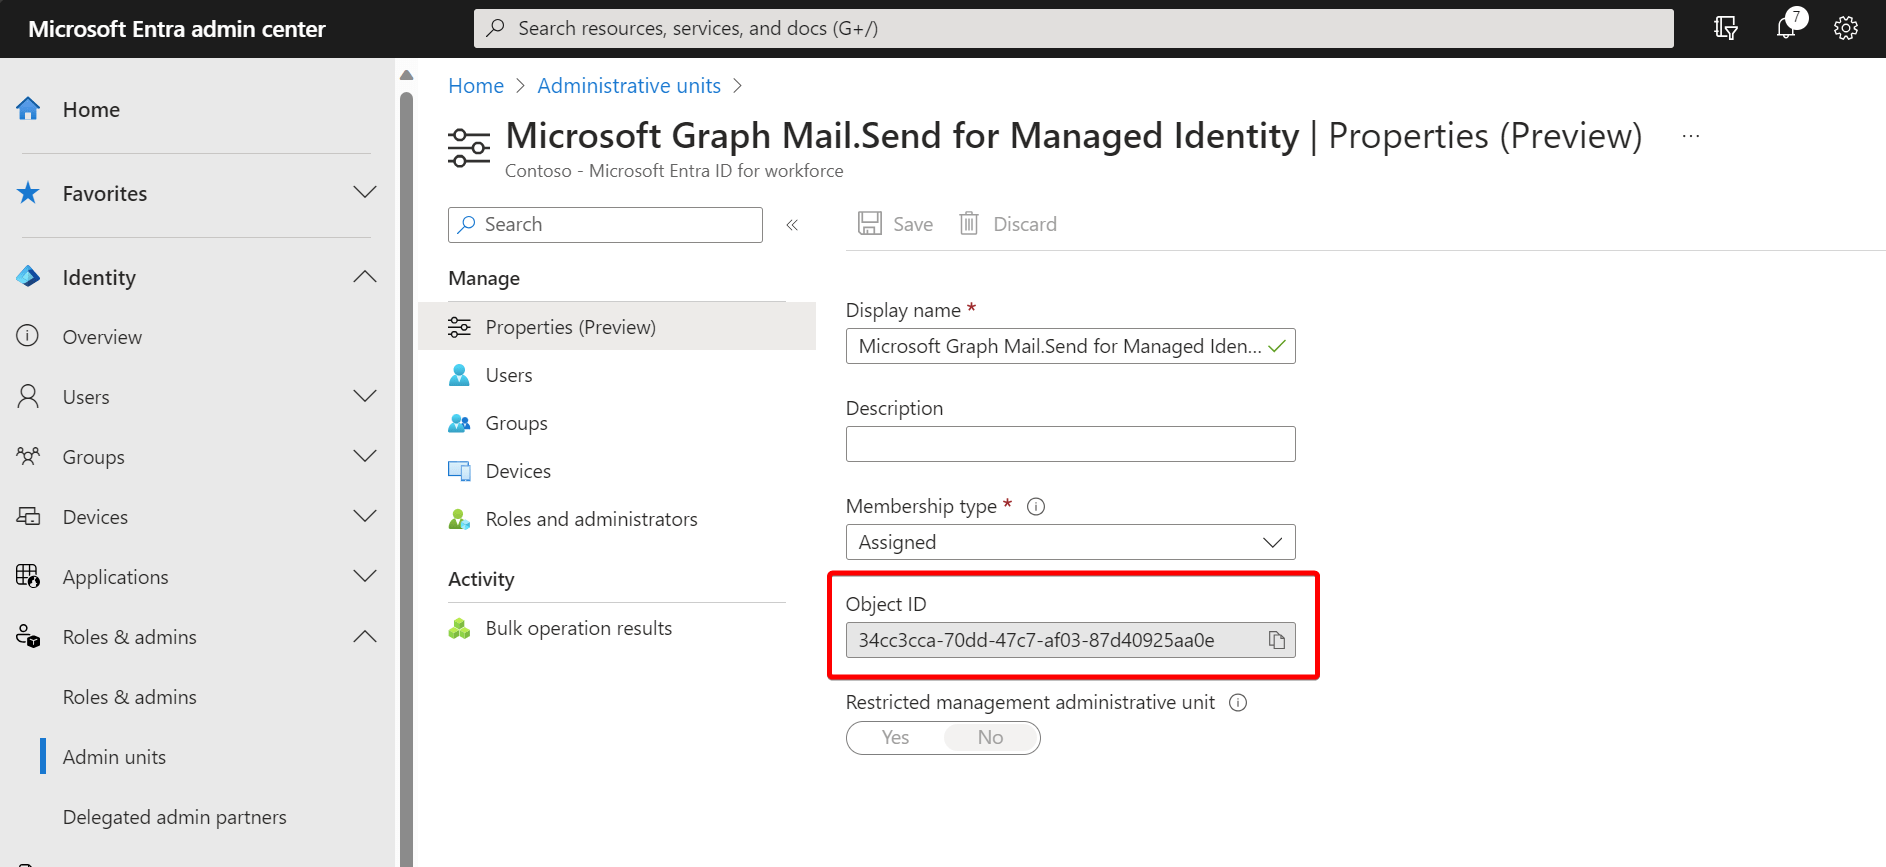 Microsoft Entra admin center
Search resources, services, and docs (G+/)
7
Home
Favorites
Identity
Overview
Users
Groups
Devices
Applications
Roles & admins
Roles & admins
Admin units
Delegated admin partners
Home > Administrative units >
Microsoft Graph Mail.Send for Managed Identity | Properties (Preview) ...
Contoso - Microsoft Entra ID for workforce
Search «
Manage
Properties (Preview)
Users
Groups
Devices
Roles and administrators
Activity
Bulk operation results
Save Discard
Display name *
Microsoft Graph Mail.Send for Managed Iden...
Description
Membership type *
Assigned
Object ID
34cc3cca-70dd-47c7-af03-87d40925aa0e
Restricted management administrative unit
Yes No